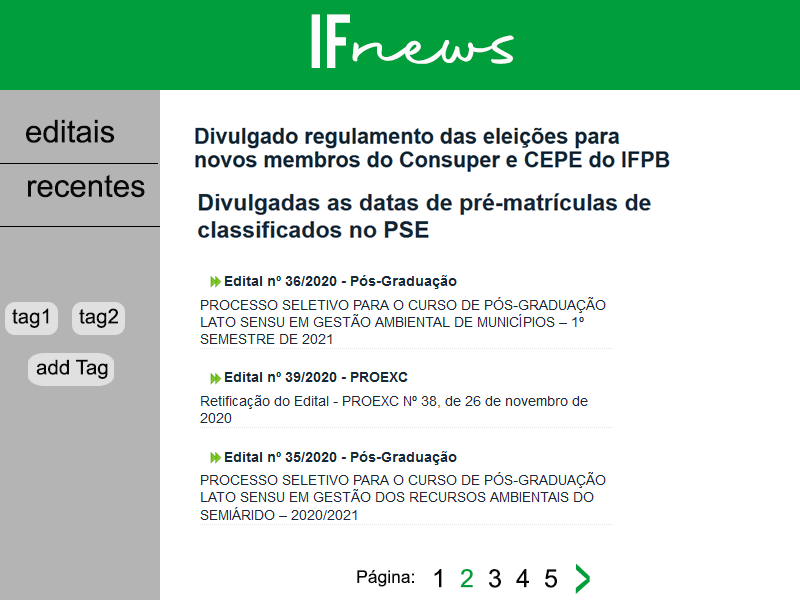 IFnews
editais
recentes
tag1 tag2
add Tag
Divulgado regulamento das eleições para
novos membros do Consuper e CEPE do IFPB
Divulgadas as datas de pré-matrículas de
classificados no PSE
Edital nº 36/2020 - Pós-Graduação
PROCESSO SELETIVO PARA O CURSO DE PÓS-GRADUAÇÃO
LATO SENSU EM GESTÃO AMBIENTAL DE MUNICÍPIOS – 1º
SEMESTRE DE 2021
Edital nº 39/2020 - PROEXC
Retificação do Edital - PROEXC Nº 38, de 26 de novembro de
2020
Edital nº 35/2020 - Pós-Graduação
PROCESSO SELETIVO PARA O CURSO DE PÓS-GRADUAÇÃO
LATO SENSU EM GESTÃO DOS RECURSOS AMBIENTAIS DO
SEMIÁRIDO – 2020/2021
Página: 1 2 3 4 5